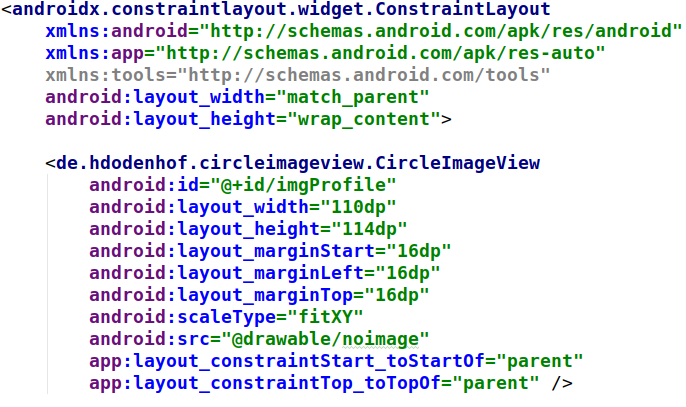 <androidx.constraintlayout.widget.ConstraintLayout
    xmlns:android="http://schemas.android.com/apk/res/android"
    xmlns:app="http://schemas.android.com/apk/res-auto"
    xmlns:tools="http://schemas.android.com/tools"
    android:layout_width="match_parent"
    android:layout_height="wrap_content">

    <de.hdodenhof.circleimageview.CircleImageView
        android:id="@+id/imgProfile"
        android:layout_width="110dp"
        android:layout_height="114dp"
        android:layout_marginStart="16dp"
        android:layout_marginLeft="16dp"
        android:layout_marginTop="16dp"
        android:scaleType="fitXY"
        android:src="@drawable/noimage"
        app:layout_constraintStart_toStartOf="parent"
        app:layout_constraintTop_toTopOf="parent" />